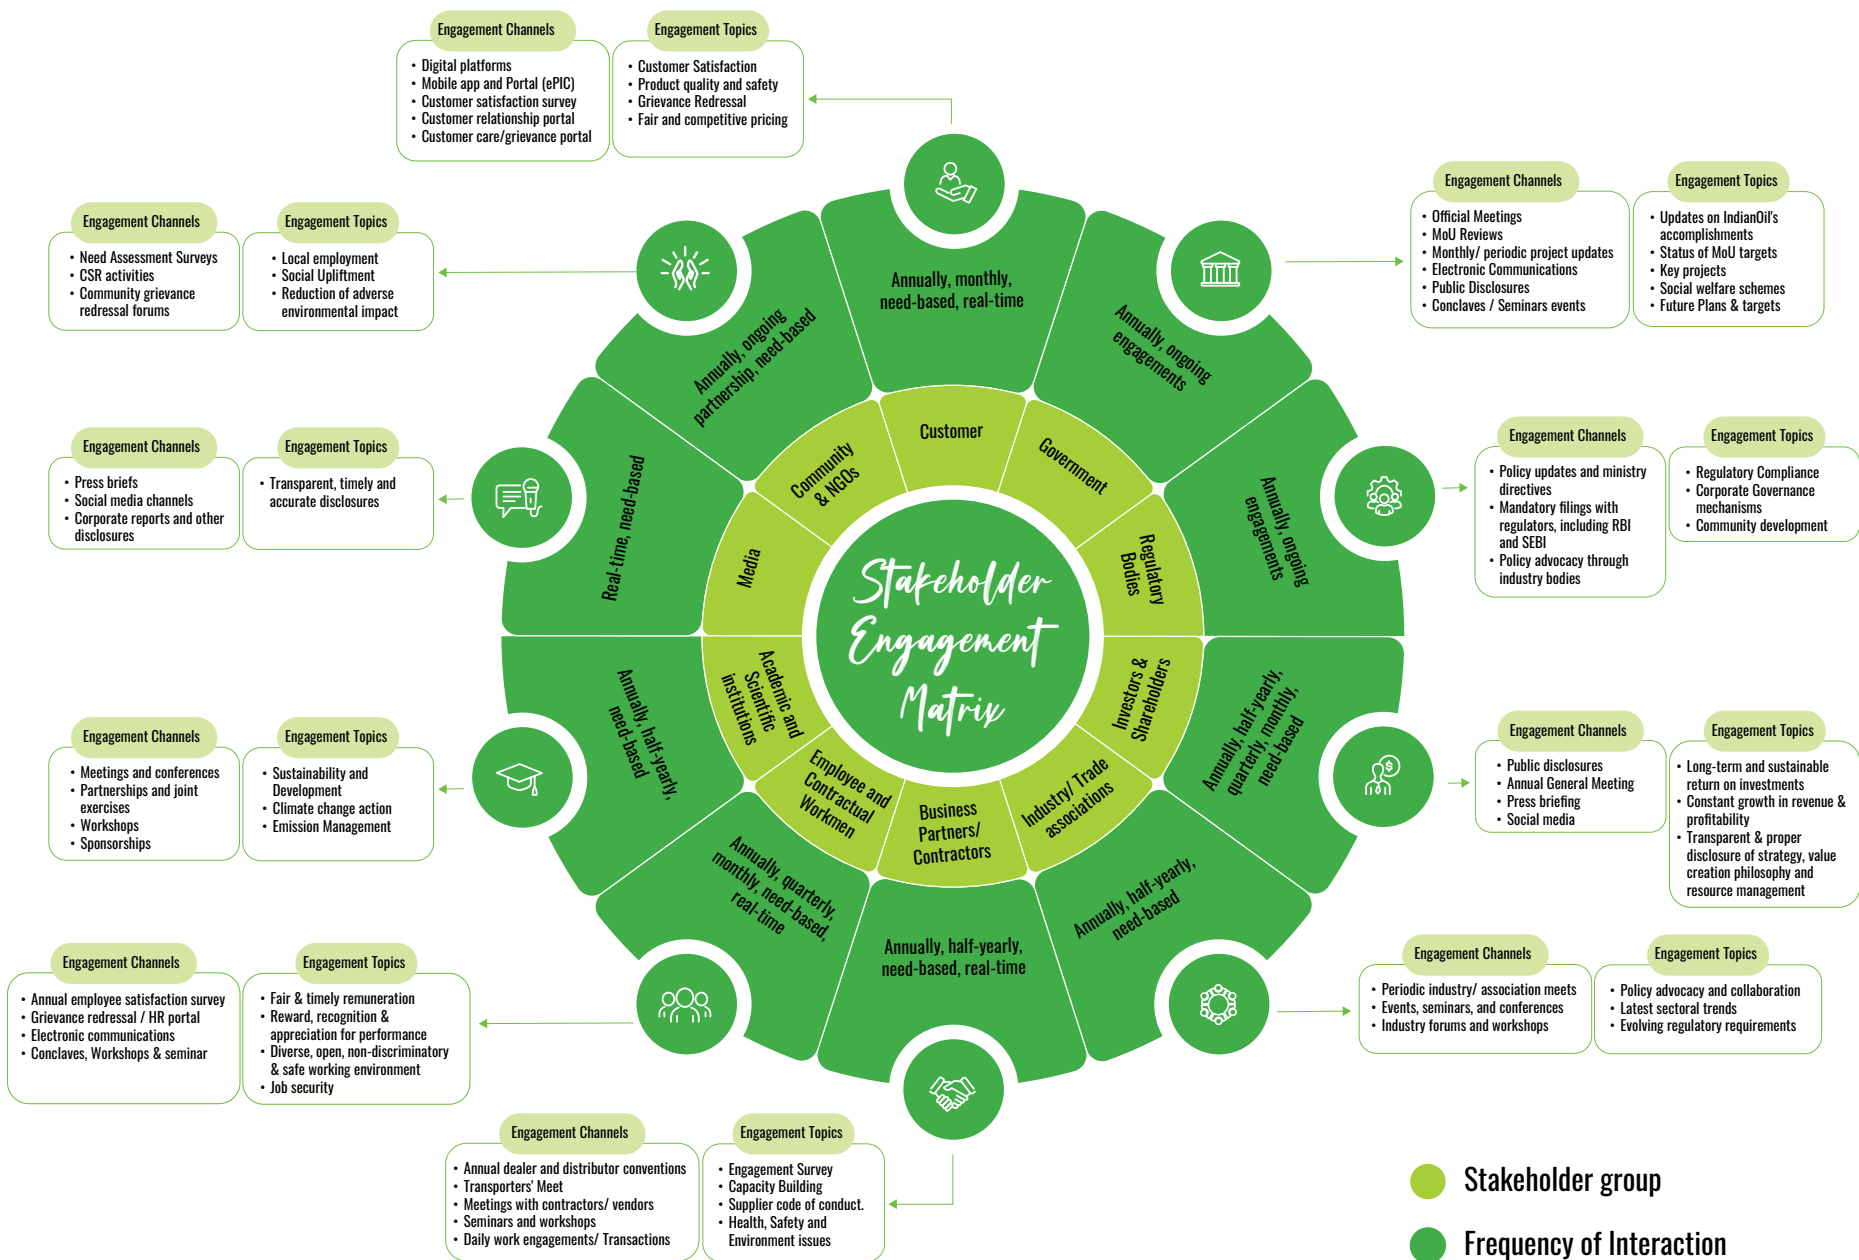 Engagement Channels
• Digital platforms
• Mobile app and Portal (ePIC)
• Customer satisfaction survey
• Customer relationship portal
• Customer care/grievance portal
Engagement Topics
• Customer Satisfaction
• Product quality and safety
• Grievance Redressal
• Fair and competitive pricing
Engagement Channels
• Official Meetings
• MoU Reviews
• Monthly/ periodic project updates
• Electronic Communications
• Public Disclosures
• Conclaves / Seminars events
Engagement Topics
• Updates on IndianOil's
accomplishments
• Status of MoU targets
• Key projects
• Social welfare schemes
• Future Plans & targets
Engagement Channels
• Need Assessment Surveys
• CSR activities
• Community grievance
redressal forums
Engagement Topics
• Local employment
• Social Upliftment
• Reduction of adverse
environmental impact
Engagement Channels
• Press briefs
• Social media channels
• Corporate reports and other
disclosures
Engagement Topics
• Transparent, timely and
accurate disclosures
Engagement Channels
• Policy updates and ministry
directives
• Mandatory filings with
regulators, including RBI
and SEBI
• Policy advocacy through
industry bodies
Engagement Topics
• Regulatory Compliance
• Corporate Governance
mechanisms
• Community development
Annually, monthly,
need-based, real-time
Annually, ongoing
engagements
Annually, ongoing
engagements
Annually, half-yearly,
quarterly, monthly,
need-based
Annually, half-yearly,
need-based
Annually, half-yearly,
need-based, real-time
Annually, quarterly,
monthly, need-based,
real-time
Annually, half-yearly,
need-based
Real-time, need-based
Annually, ongoing
partnership, need-based
Customer
Government
Regulatory
Bodies
Investors &
Shareholders
Industry/ Trade
associations
Business
Partners/
Contractors
Employee and
Contractual
Workmen
Academic and
Scientific
institutions
Media
Community
& NGOs
Stakeholder
Engagement
Matrix
Engagement Channels
• Meetings and conferences
• Partnerships and joint
exercises
• Workshops
• Sponsorships
Engagement Topics
• Sustainability and
Development
• Climate change action
• Emission Management
Engagement Channels
• Public disclosures
• Annual General Meeting
• Press briefing
• Social media
Engagement Topics
• Long-term and sustainable
return on investments
• Constant growth in revenue &
profitability
• Transparent & proper
disclosure of strategy, value
creation philosophy and
resource management
Engagement Channels
• Annual employee satisfaction survey
• Grievance redressal / HR portal
• Electronic communications
• Conclaves, Workshops & seminar
Engagement Topics
• Fair & timely remuneration
• Reward, recognition &
appreciation for performance
• Diverse, open, non-discriminatory
& safe working environment
• Job security
Engagement Channels
• Periodic industry/ association meets
• Events, seminars, and conferences
• Industry forums and workshops
Engagement Topics
• Policy advocacy and collaboration
• Latest sectoral trends
• Evolving regulatory requirements
Engagement Channels
• Annual dealer and distributor conventions
• Transporters' Meet
• Meetings with contractors/ vendors
• Seminars and workshops
• Daily work engagements/ Transactions
Engagement Topics
• Engagement Survey
• Capacity Building
• Supplier code of conduct.
• Health, Safety and
Environment issues
Stakeholder group
Frequency of Interaction